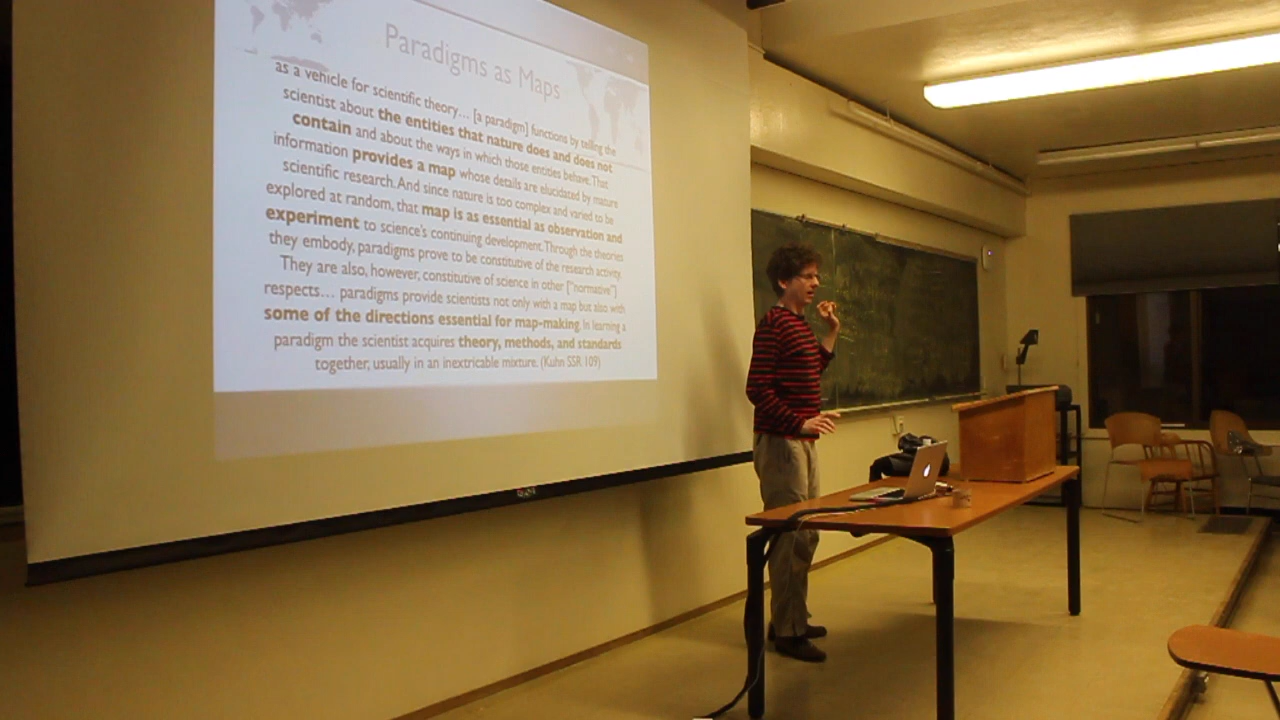 Paradigms as Maps
as a vehicle for scientific theory… [a paradigm] functions by telling the
scientist about the entities that nature does and does not
contain and about the ways in which those entities behave. That
information provides a map whose details are elucidated by mature
scientific research. And since nature is too complex and varied to be
explored at random, that map is as essential as observation and
experiment to science's continuing development. Through the theories
they embody, paradigms prove to be constitutive of the research activity.
They are also, however, constitutive of science in other ["normative"]
respects… paradigms provide scientists not only with a map but also with
some of the directions essential for map-making. In learning a
paradigm the scientist acquires theory, methods, and standards
together, usually in an inextricable mixture. (Kuhn SSR 109)